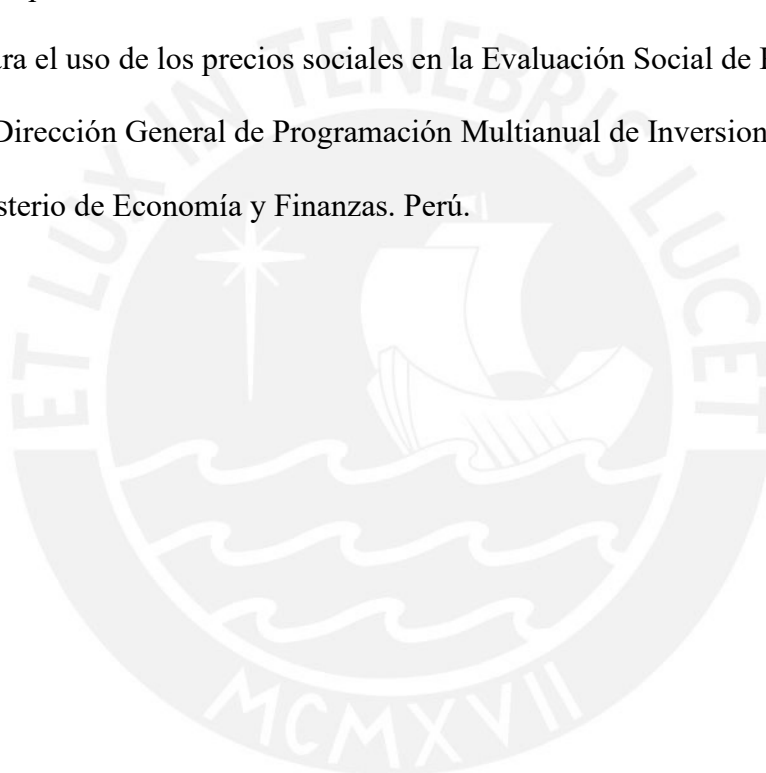 ra el uso de los precios sociales en la Evaluación Social de
Dirección General de Programación Multianual de Inversion
sterio de Economía y Finanzas. Perú.
ET LUX IN TENEBRIS LUCET
MCMXVII